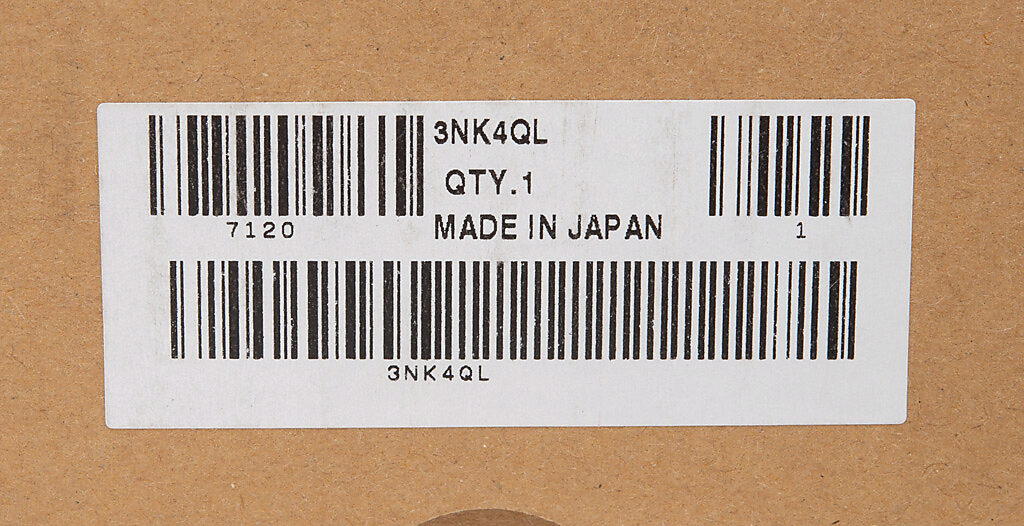 3NK4QL
QTY.1
7120
MADE IN JAPAN
1
3NK4QL